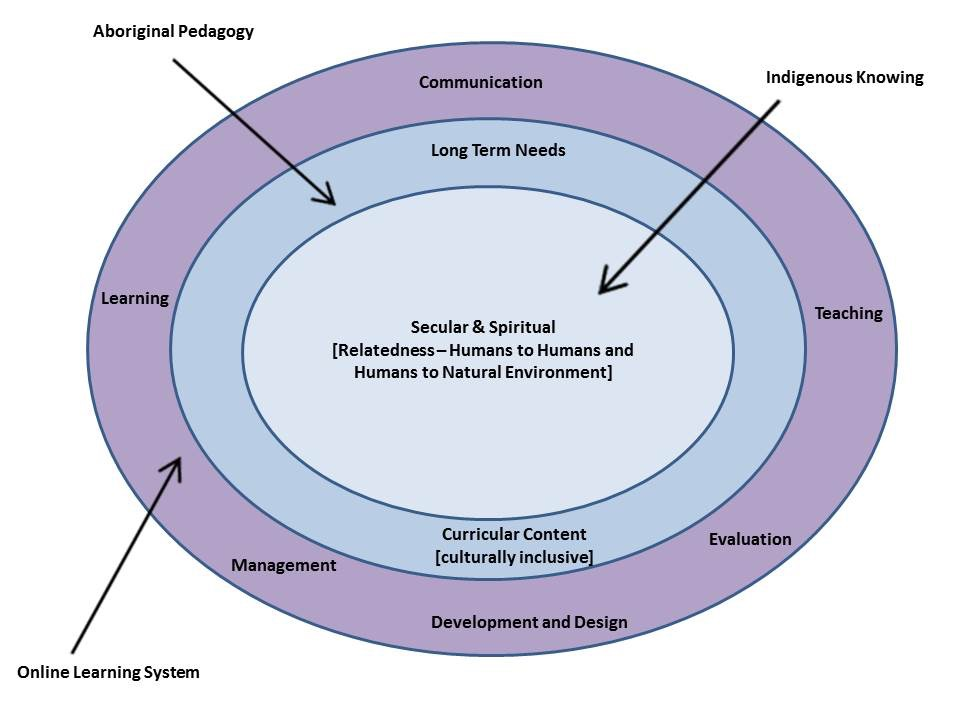 Aboriginal Pedagogy
Indigenous Knowing
Communication
Long Term Needs
Learning
Teaching
Secular & Spiritual
[Relatedness – Humans to Humans and
Humans to Natural Environment]
Curricular Content
[culturally inclusive]
Evaluation
Management
Development and Design
Online Learning System